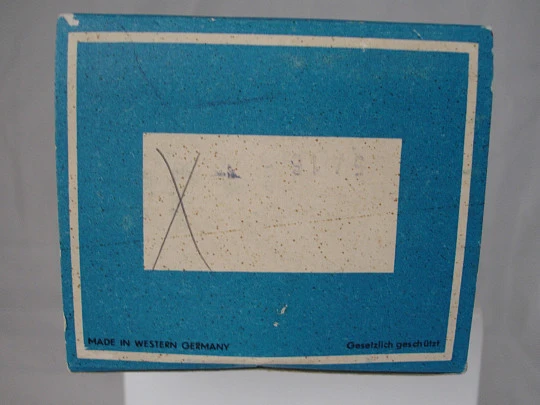 X
MADE IN WESTERN GERMANY
Gesetzlich geschützt